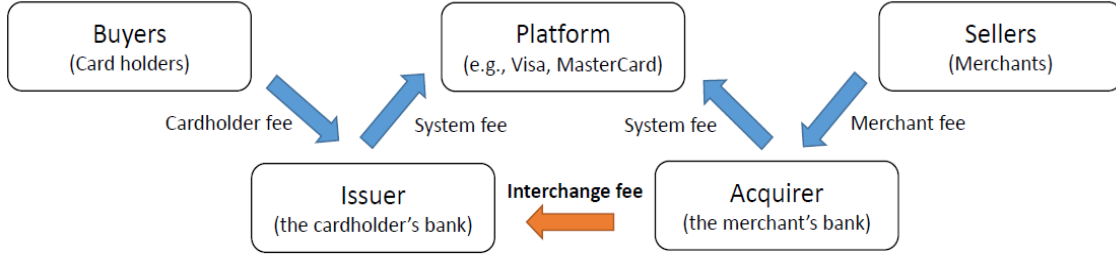 Buyers
(Card holders)
Platform
(e.g., Visa, MasterCard)
Sellers
(Merchants)
Cardholder fee
System fee
System fee
Merchant fee
Issuer
(the cardholder's bank)
Interchange fee
Acquirer
(the merchant's bank)